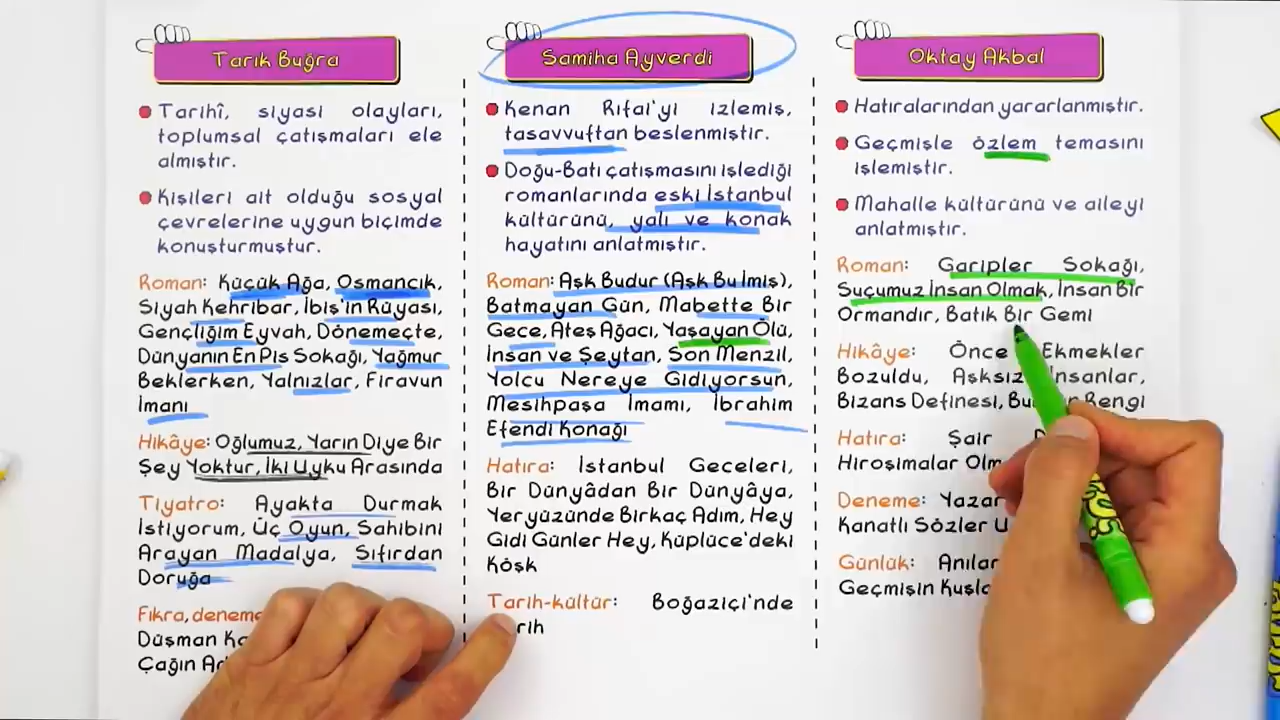 Tarık Buğra
Tarihî, siyasi olayları,
toplumsal çatışmaları ele
almıştır.
Kişileri ait olduğu sosyal
çevrelerine uygun biçimde
konuşturmuştur.
Roman: Küçük Ağa, Osmancık,
Siyah Kehribar, İbiş'in Rüyası,
Gençliğim Eyvah, Dönemeçte,
Dünyanın En Pis Sokağı, Yağmur
Beklerken, Yalnızlar, Firavun
İmanı
Hikâye: Oğlumuz, Yarın Diye Bir
Şey Yoktur, İki Uyku Arasında
Tiyatro: Ayakta Durmak
İstiyorum, Üç Oyun, Sahibini
Arayan Madalya, Sıfırdan
Doruğa
Fıkra, deneme
Düşman
Çağın
Samiha Ayverdi
Kenan Rıfai'yi izlemiş,
tasavvuftan beslenmiştir.
Doğu-Batı çatışmasını işlediği
romanlarında eski İstanbul
kültürünü, yalı ve konak
hayatını anlatmıştır.
Roman: Aşk Budur (Aşk Bu İmiş),
Batmayan Gün, Mabette Bir
Gece, Ateş Ağacı, Yaşayan Ölü,
İnsan ve Şeytan, Son Menzil,
Yolcu Nereye Gidiyorsun,
Mesihpaşa İmamı, İbrahim
Efendi Konağı
Hatıra: İstanbul Geceleri,
Bir Dünyâdan Bir Dünyâya,
Yeryüzünde Birkaç Adım, Hey
Gidi Günler Hey, Küplüce'deki
Köşk
Tarih-kültür: Boğaziçi'nde
Oktay Akbal
Hatıralarından yararlanmıştır.
Geçmişle özlem temasını
işlemiştir.
Mahalle kültürünü ve aileyi
anlatmıştır.
Roman: Garipler Sokağı,
Suçumuz İnsan Olmak, İnsan Bir
Ormandır, Batık Bir Gemi
Hikâye: Önce Ekmekler
Bozuldu, Aşksız İnsanlar,
Bizans Definesi, Rengi
Hatıra: Şair
Hiroşimalar
Deneme:
Kanatlı Sözler
Günlük:
Geçmişin